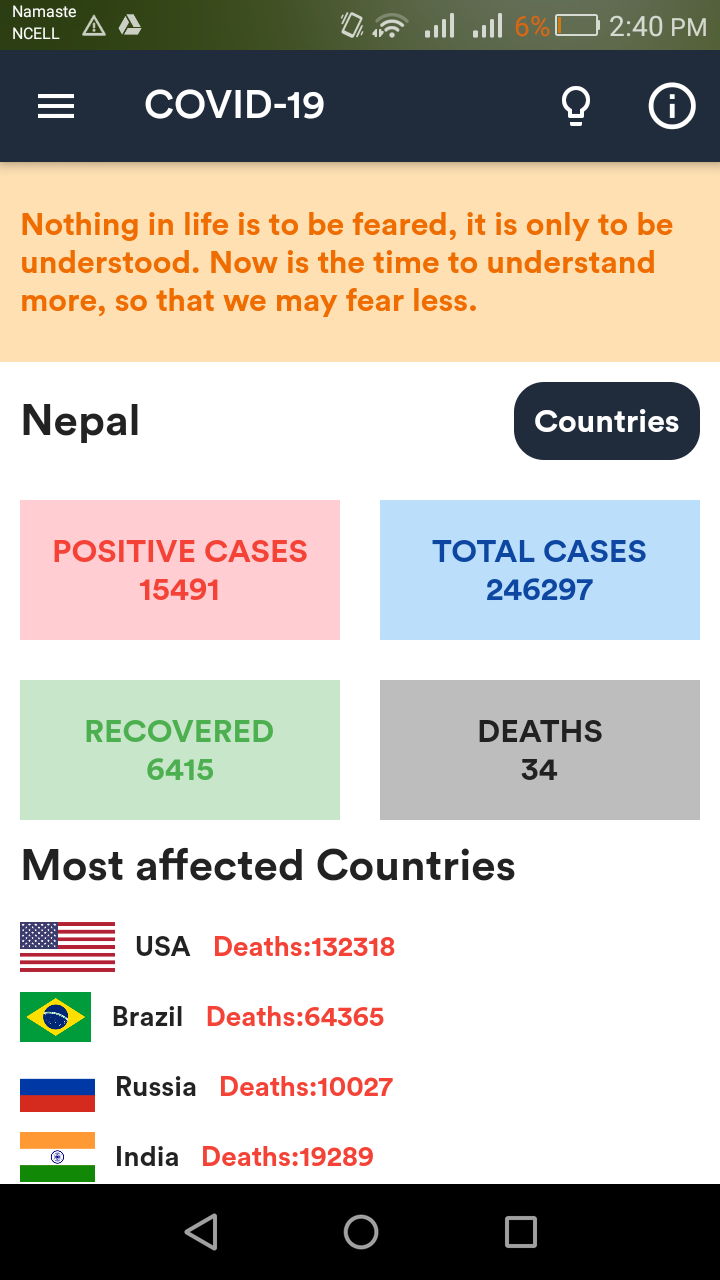 Namaste
NCELL
6%
2:40 PM
COVID-19
Nothing in life is to be feared, it is only to be
understood. Now is the time to understand
more, so that we may fear less.
Nepal
Countries
POSITIVE CASES
15491
TOTAL CASES
246297
RECOVERED
6415
DEATHS
34
Most affected Countries
USA Deaths:132318
Brazil Deaths:64365
Russia Deaths:10027
India Deaths:19289